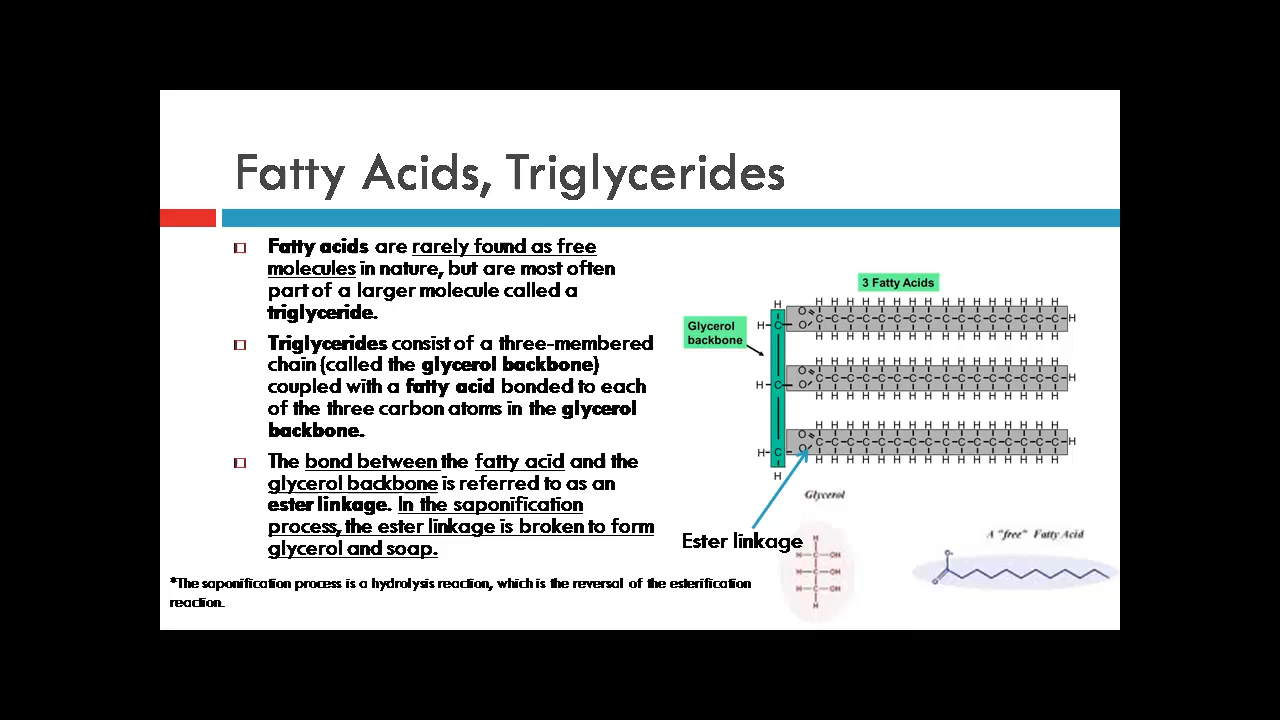 Fatty Acids, Triglycerides
Fatty acids are rarely found as free
molecules in nature, but are most often
part of a larger molecule called a
triglyceride.
Triglycerides consist of a three-membered
chain (called the glycerol backbone)
coupled with a fatty acid bonded to each
of the three carbon atoms in the glycerol
backbone.
The bond between the fatty acid and the
glycerol backbone is referred to as an
ester linkage. In the saponification
process, the ester linkage is broken to form
glycerol and soap.
*The saponification process is a hydrolysis reaction, which is the reversal of the esterification
reaction.
3 Fatty Acids
Glycerol
backbone
Glycerol
Ester linkage
A "free" Fatty Acid